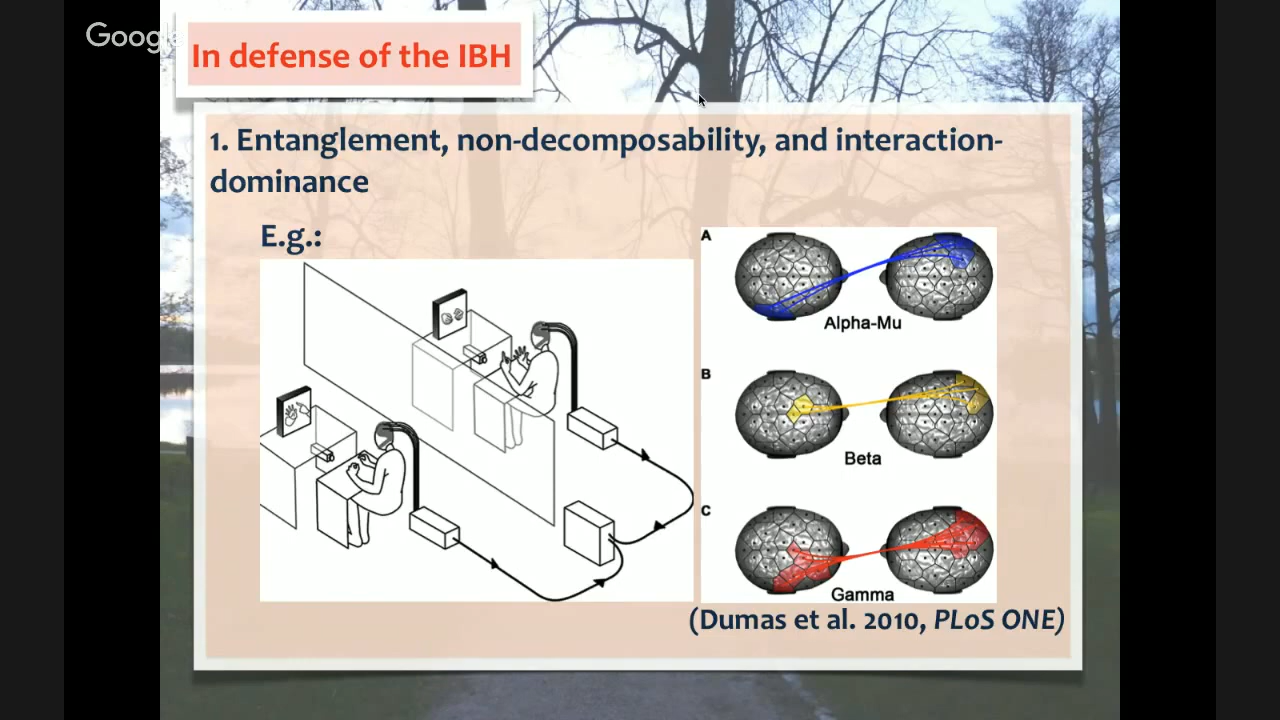 Google
In defense of the IBH
1. Entanglement, non-decomposability, and interaction-
dominance
E.g.:
A
Alpha-Mu
B
Beta
C
Gamma
(Dumas et al. 2010, PLoS ONE)